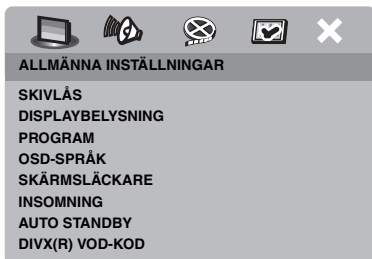 ALLMÄNNA INSTÄLLNINGAR
SKIVLÅS
DISPLAYBELYSNING
PROGRAM
OSD-SPRÅK
SKÄRMSLÄCKARE
INSOMNING
AUTO STANDBY
DIVX(R) VOD-KOD